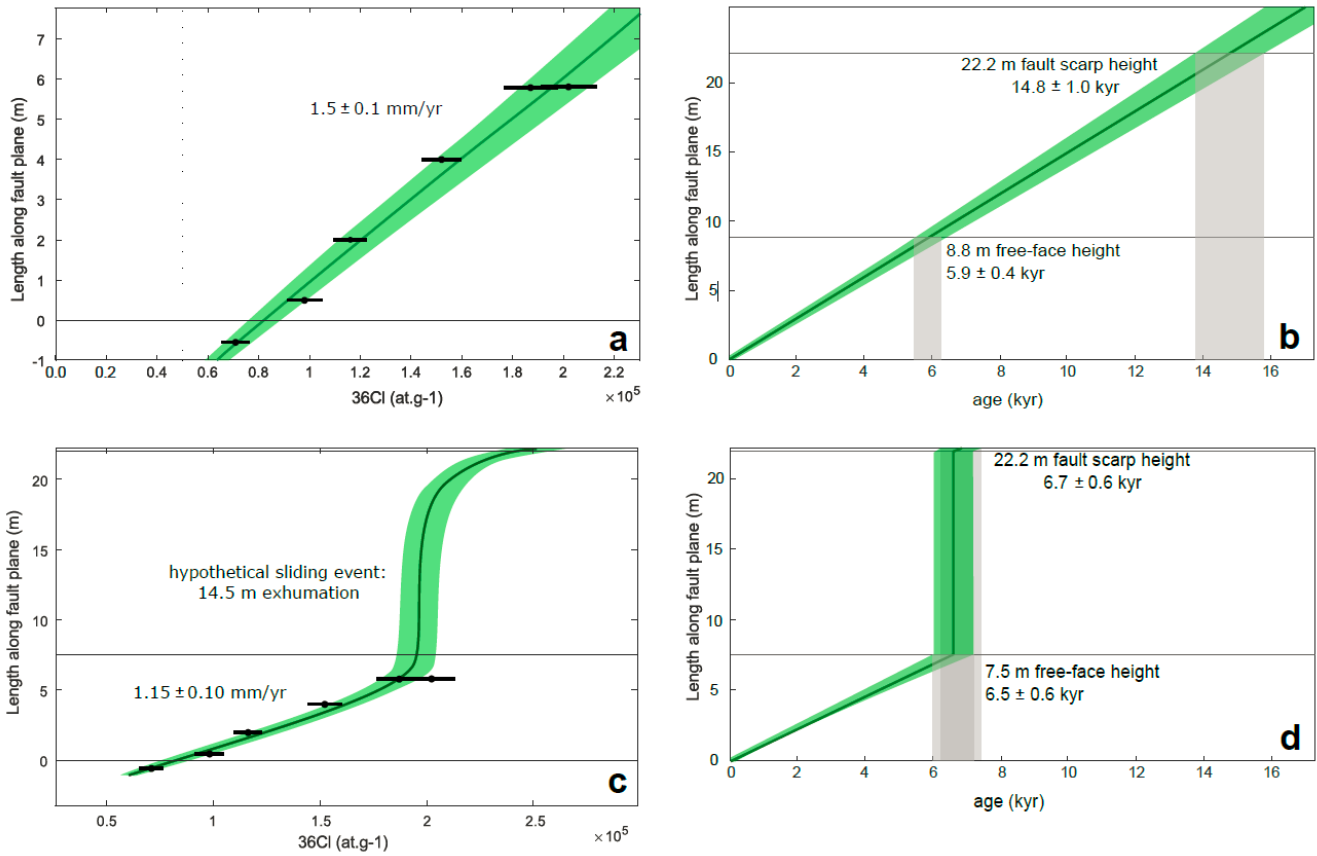 7
6
5
4
3
2
1
0
-1
Length along fault plane (m)
1.5 ± 0.1 mm/yr
a
0.0 0.2 0.4 0.6 0.8 1 1.2 1.4 1.6 1.8 2 2.2
36Cl (at.g-1)
×10⁵
20
15
10
5
0
Length along fault plane (m)
22.2 m fault scarp height
14.8 ± 1.0 kyr
8.8 m free-face height
5.9 ± 0.4 kyr
b
0 2 4 6 8 10 12 14 16
age (kyr)
20
15
10
5
0
Length along fault plane (m)
hypothetical sliding event:
14.5 m exhumation
1.15 ± 0.10 mm/yr
c
0.5 1 1.5 2 2.5
36Cl (at.g-1)
×10⁵
20
15
10
5
0
Length along fault plane (m)
22.2 m fault scarp height
6.7 ± 0.6 kyr
7.5 m free-face height
6.5 ± 0.6 kyr
d
0 2 4 6 8 10 12 14 16
age (kyr)